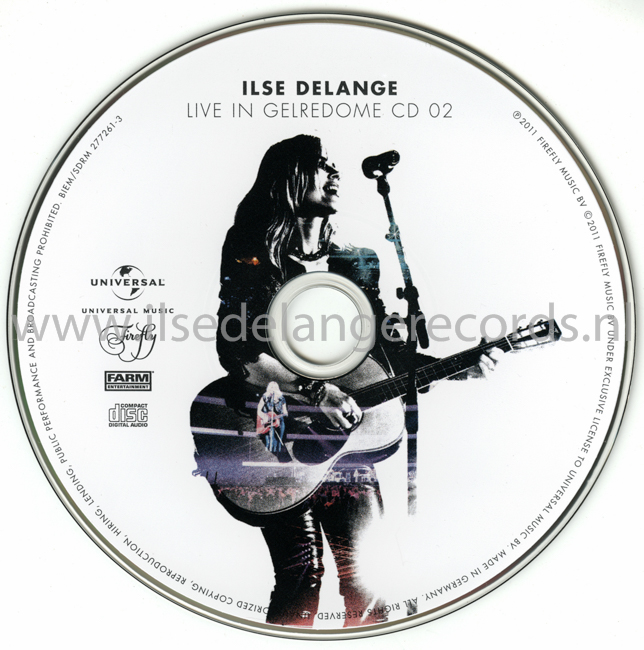 ILSE DELANGE
LIVE IN GELREDOME CD 02
UNIVERSAL
UNIVERSAL MUSIC
Firefly
FARM
ENTERTAINMENT
COMPACT
disc
DIGITAL AUDIO
www.ilsedelangerecords.nl
℗ 2011 FIREFLY MUSIC BV © 2011 FIREFLY MUSIC BV UNDER EXCLUSIVE LICENSE TO UNIVERSAL MUSIC BV. MADE IN GERMANY. ALL RIGHTS RESERVED.
COPYING, REPRODUCTION, HIRING, LENDING, PUBLIC PERFORMANCE AND BROADCASTING PROHIBITED. BIEM/SDRM 277261-3